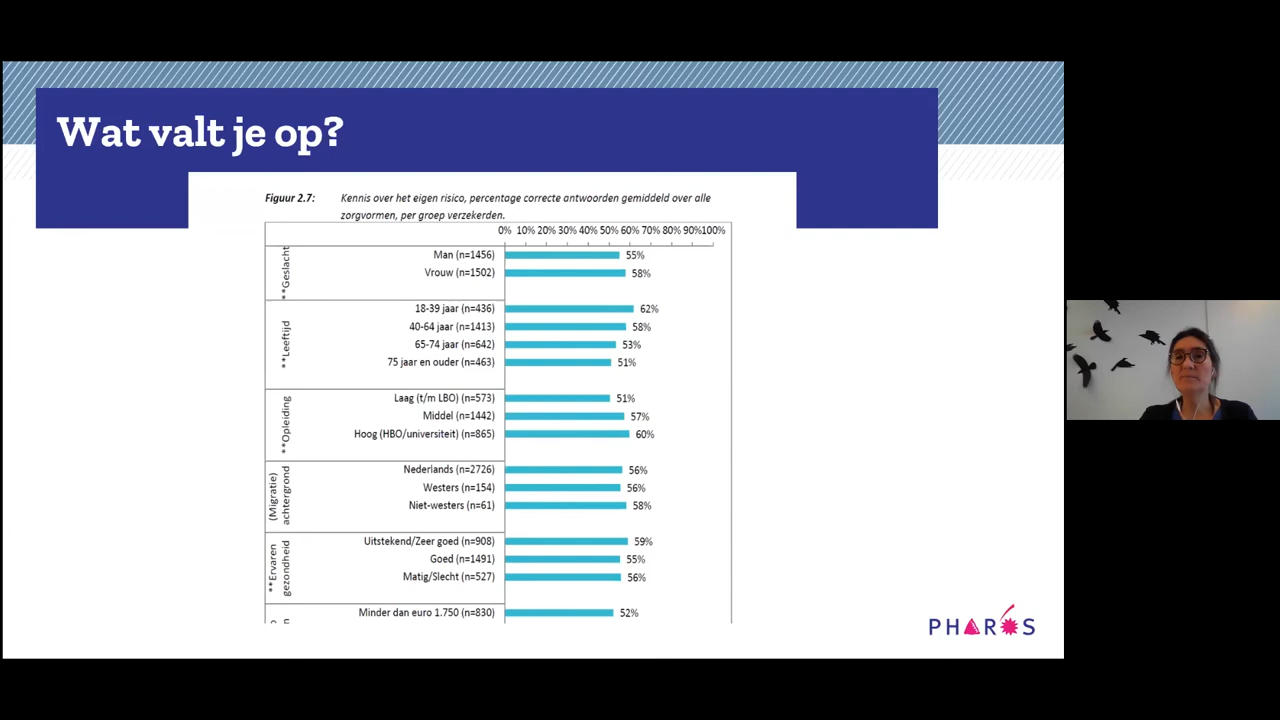 Wat valt je op?
Figuur 2.7: Kennis over het eigen risico, percentage correcte antwoorden gemiddeld over alle
zorgvormen, per groep verzekerden.
0% 10% 20% 30% 40% 50% 60% 70% 80% 90% 100%
**Geslacht
Man (n=1456) 55%
Vrouw (n=1502) 58%
**Leeftijd
18-39 jaar (n=436) 62%
40-64 jaar (n=1413) 58%
65-74 jaar (n=642) 53%
75 jaar en ouder (n=463) 51%
**Opleiding
Laag (t/m LBO) (n=573) 51%
Middel (n=1442) 57%
Hoog (HBO/universiteit) (n=865) 60%
(Migratie)
achtergrond
Nederlands (n=2726) 56%
Westers (n=154) 56%
Niet-westers (n=61) 58%
**Ervaren
gezondheid
Uitstekend/Zeer goed (n=908) 59%
Goed (n=1491) 55%
Matig/Slecht (n=527) 56%
Minder dan euro 1.750 (n=830) 52%
PHAROS